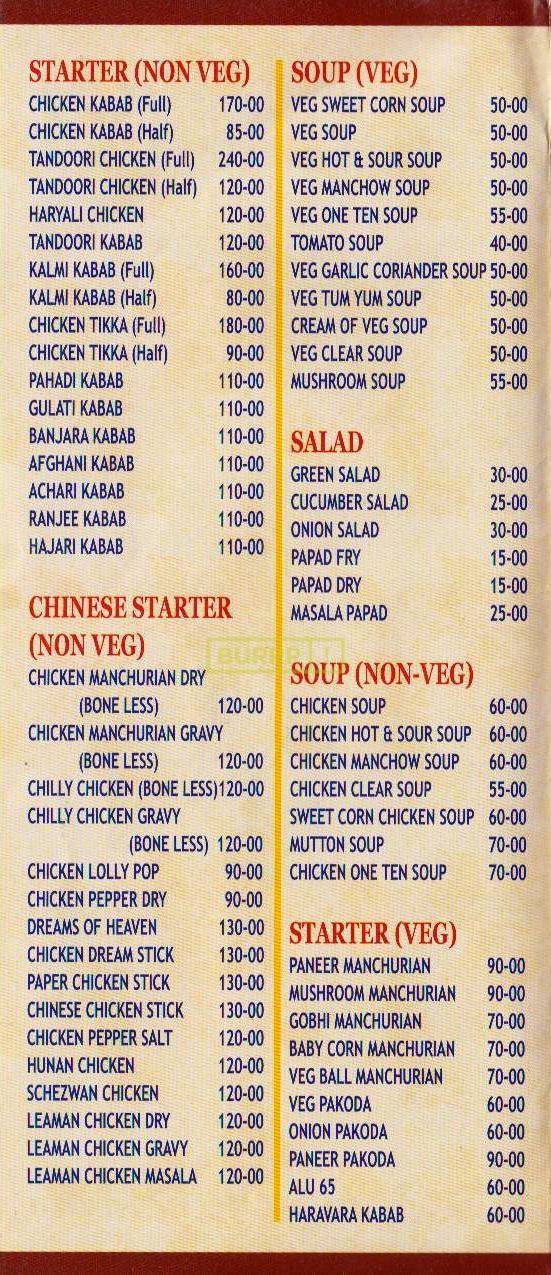 STARTER (NON VEG)
CHICKEN KABAB (Full) 170-00
CHICKEN KABAB (Half) 85-00
TANDOORI CHICKEN (Full) 240-00
TANDOORI CHICKEN (Half) 120-00
HARYALI CHICKEN 120-00
TANDOORI KABAB 120-00
KALMI KABAB (Full) 160-00
KALMI KABAB (Half) 80-00
CHICKEN TIKKA (Full) 180-00
CHICKEN TIKKA (Half) 90-00
PAHADI KABAB 110-00
GULATI KABAB 110-00
BANJARA KABAB 110-00
AFGHANI KABAB 110-00
ACHARI KABAB 110-00
RANJEE KABAB 110-00
HAJARI KABAB 110-00
CHINESE STARTER
(NON VEG)
CHICKEN MANCHURIAN DRY
(BONE LESS) 120-00
CHICKEN MANCHURIAN GRAVY
(BONE LESS) 120-00
CHILLY CHICKEN (BONE LESS) 120-00
CHILLY CHICKEN GRAVY
(BONE LESS) 120-00
CHICKEN LOLLY POP 90-00
CHICKEN PEPPER DRY 90-00
DREAMS OF HEAVEN 130-00
CHICKEN DREAM STICK 130-00
PAPER CHICKEN STICK 130-00
CHINESE CHICKEN STICK 130-00
CHICKEN PEPPER SALT 120-00
HUNAN CHICKEN 120-00
SCHEZWAN CHICKEN 120-00
LEAMAN CHICKEN DRY 120-00
LEAMAN CHICKEN GRAVY 120-00
LEAMAN CHICKEN MASALA 120-00
SOUP (VEG)
VEG SWEET CORN SOUP 50-00
VEG SOUP 50-00
VEG HOT & SOUR SOUP 50-00
VEG MANCHOW SOUP 50-00
VEG ONE TEN SOUP 55-00
TOMATO SOUP 40-00
VEG GARLIC CORIANDER SOUP 50-00
VEG TUM YUM SOUP 50-00
CREAM OF VEG SOUP 50-00
VEG CLEAR SOUP 50-00
MUSHROOM SOUP 55-00
SALAD
GREEN SALAD 30-00
CUCUMBER SALAD 25-00
ONION SALAD 30-00
PAPAD FRY 15-00
PAPAD DRY 15-00
MASALA PAPAD 25-00
SOUP (NON-VEG)
CHICKEN SOUP 60-00
CHICKEN HOT & SOUR SOUP 60-00
CHICKEN MANCHOW SOUP 60-00
CHICKEN CLEAR SOUP 55-00
SWEET CORN CHICKEN SOUP 60-00
MUTTON SOUP 70-00
CHICKEN ONE TEN SOUP 70-00
STARTER (VEG)
PANEER MANCHURIAN 90-00
MUSHROOM MANCHURIAN 90-00
GOBHI MANCHURIAN 70-00
BABY CORN MANCHURIAN 70-00
VEG BALL MANCHURIAN 70-00
VEG PAKODA 60-00
ONION PAKODA 60-00
PANEER PAKODA 90-00
ALU 65 60-00
HARAVARA KABAB 60-00